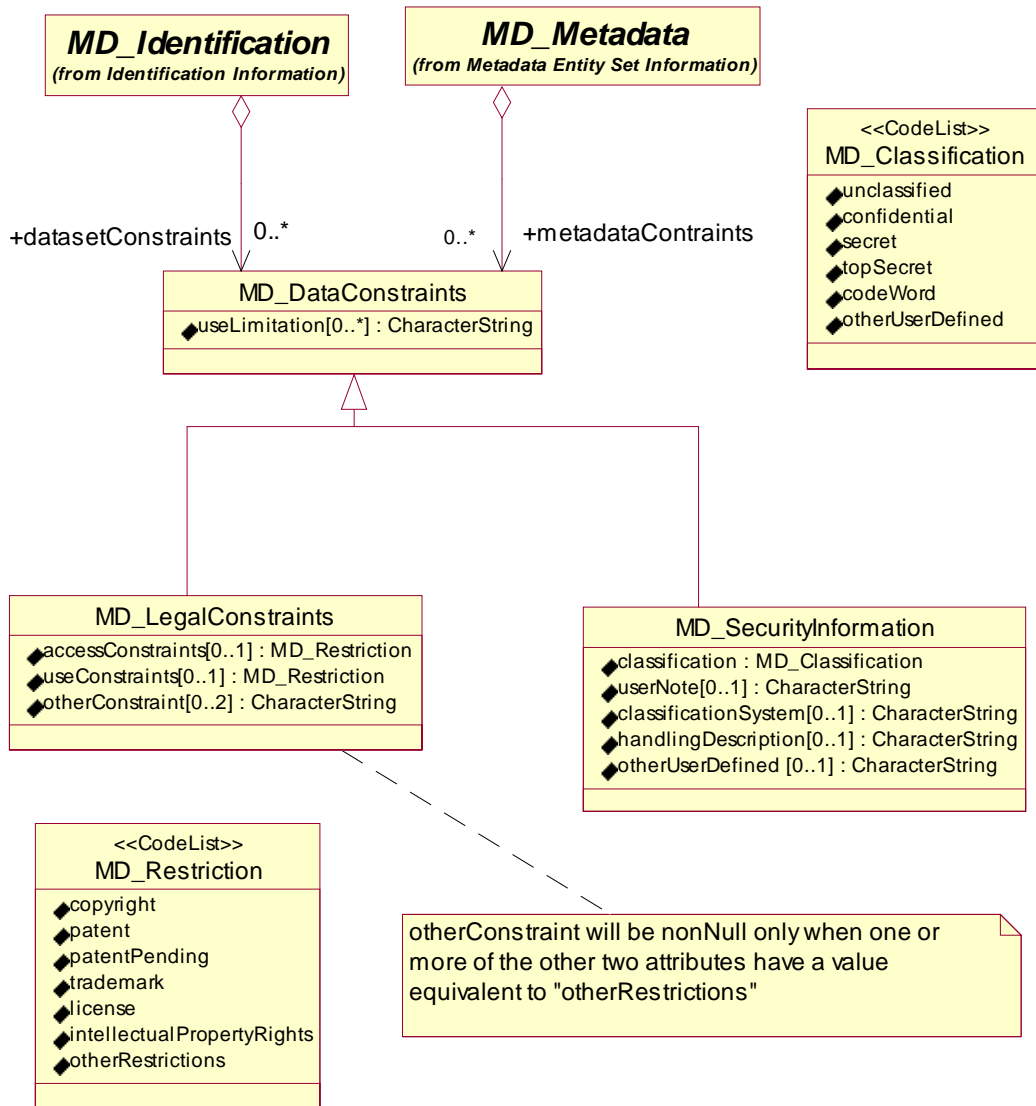 MD_Identification
(from Identification Information)
MD_Metadata
(from Metadata Entity Set Information)
<<CodeList>>
MD_Classification
unclassified
confidential
secret
topSecret
codeWord
otherUserDefined
+datasetConstraints
0..*
0..*
+metadataContraints
MD_DataConstraints
useLimitation[0..*] : CharacterString
MD_LegalConstraints
accessConstraints[0..1] : MD_Restriction
useConstraints[0..1] : MD_Restriction
otherConstraint[0..2] : CharacterString
MD_SecurityInformation
classification : MD_Classification
userNote[0..1] : CharacterString
classificationSystem[0..1] : CharacterString
handlingDescription[0..1] : CharacterString
otherUserDefined [0..1] : CharacterString
<<CodeList>>
MD_Restriction
copyright
patent
patentPending
trademark
license
intellectualPropertyRights
otherRestrictions
otherConstraint will be nonNull only when one or
more of the other two attributes have a value
equivalent to "otherRestrictions"